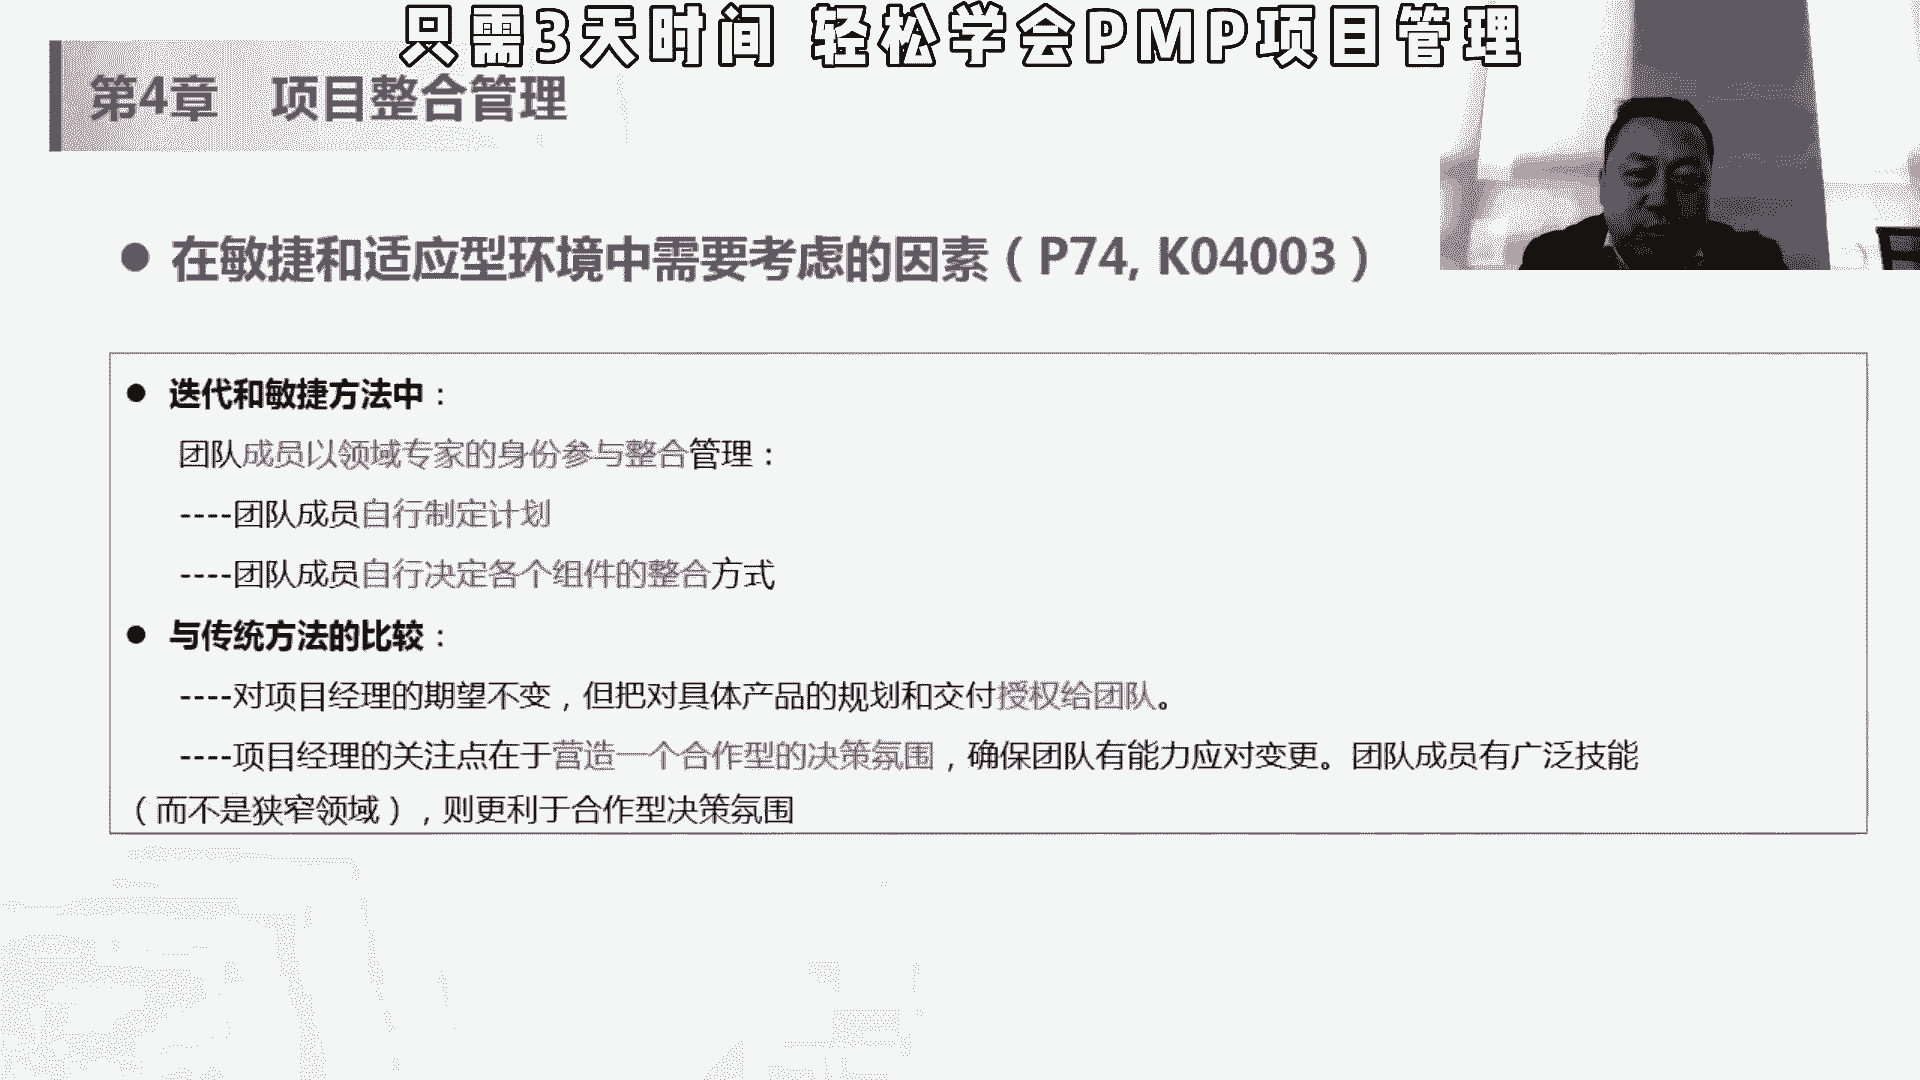 只需3天时间 轻松学会PMP项目管理
第4章 项目整合管理
● 在敏捷和适应型环境中需要考虑的因素（P74, K04003）
● 迭代和敏捷方法中：
团队成员以领域专家的身份参与整合管理：
----团队成员自行制定计划
----团队成员自行决定各个组件的整合方式
● 与传统方法的比较：
----对项目经理的期望不变，但把对具体产品的规划和交付授权给团队。
----项目经理的关注点在于营造一个合作型的决策氛围，确保团队有能力应对变更。团队成员有广泛技能
（而不是狭窄领域），则更利于合作型决策氛围